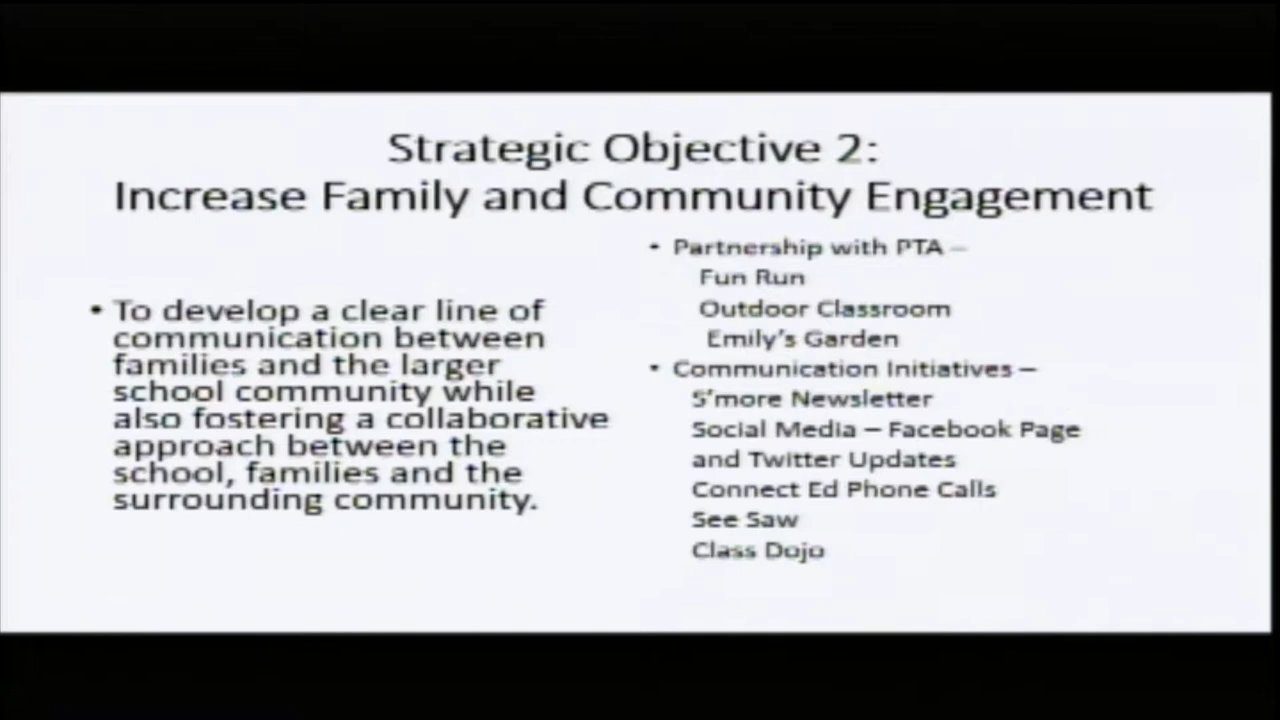 Strategic Objective 2:
Increase Family and Community Engagement
• To develop a clear line of
communication between
families and the larger
school community while
also fostering a collaborative
approach between the
school, families and the
surrounding community.
• Partnership with PTA –
Fun Run
Outdoor Classroom
Emily's Garden
• Communication Initiatives –
S'more Newsletter
Social Media – Facebook Page
and Twitter Updates
Connect Ed Phone Calls
See Saw
Class Dojo